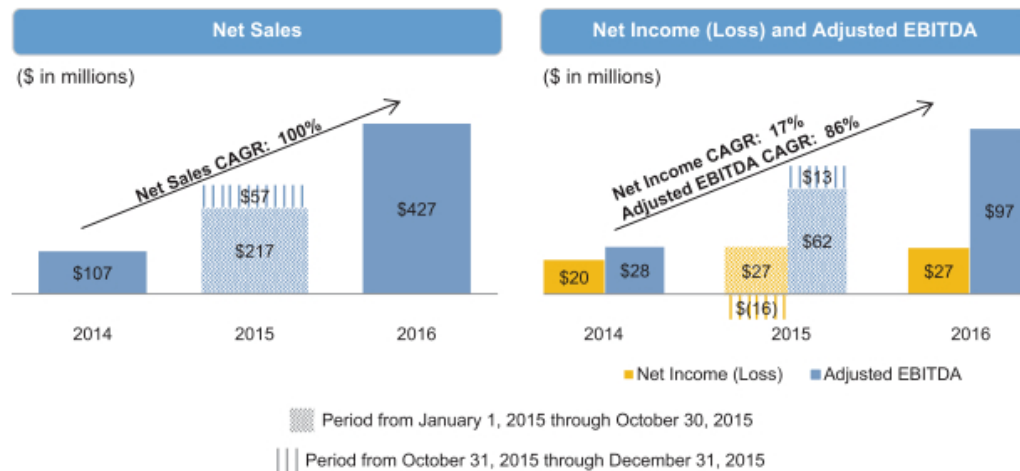 Net Sales
($ in millions)
Net Sales CAGR: 100%
$107
$57
$217
$427
2014
2015
2016
Net Income (Loss) and Adjusted EBITDA
($ in millions)
Net Income CAGR: 17%
Adjusted EBITDA CAGR: 86%
$20
$28
$27
$(16)
$13
$62
$27
$97
2014
2015
2016
Net Income (Loss)
Adjusted EBITDA
Period from January 1, 2015 through October 30, 2015
Period from October 31, 2015 through December 31, 2015